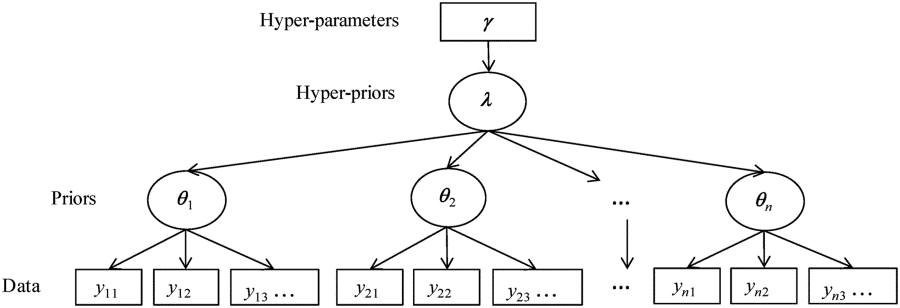 Hyper-parameters γ
Hyper-priors λ
Priors θ1 θ2 ... θn
Data y11 y12 y13 ... y21 y22 y23 ... ... yn1 yn2 yn3 ...